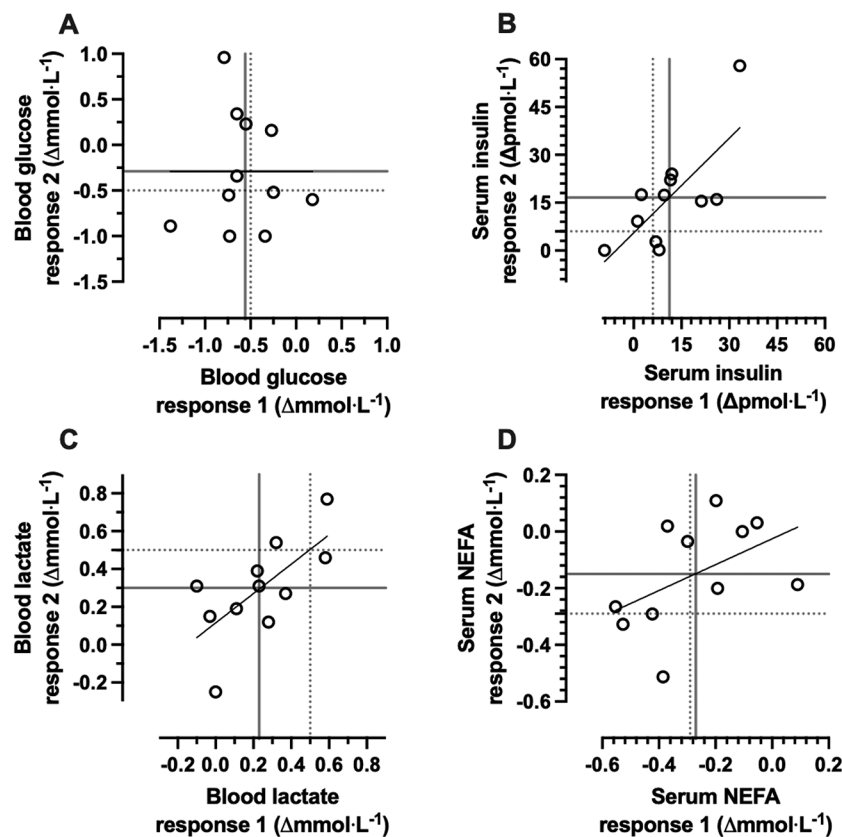 A
Blood glucose
response 2 (Δmmol·L-1)
1.0
0.5
0.0
-0.5
-1.0
-1.5
-1.5 -1.0 -0.5 0.0 0.5 1.0
Blood glucose
response 1 (Δmmol·L-1)
B
Serum insulin
response 2 (Δpmol·L-1)
60
45
30
15
0
0 15 30 45 60
Serum insulin
response 1 (Δpmol·L-1)
C
Blood lactate
response 2 (Δmmol·L-1)
0.8
0.6
0.4
0.2
0.0
-0.2
-0.2 0.0 0.2 0.4 0.6 0.8
Blood lactate
response 1 (Δmmol·L-1)
D
Serum NEFA
response 2 (Δmmol·L-1)
0.2
0.0
-0.2
-0.4
-0.6
-0.6 -0.4 -0.2 0.0 0.2
Serum NEFA
response 1 (Δmmol·L-1)